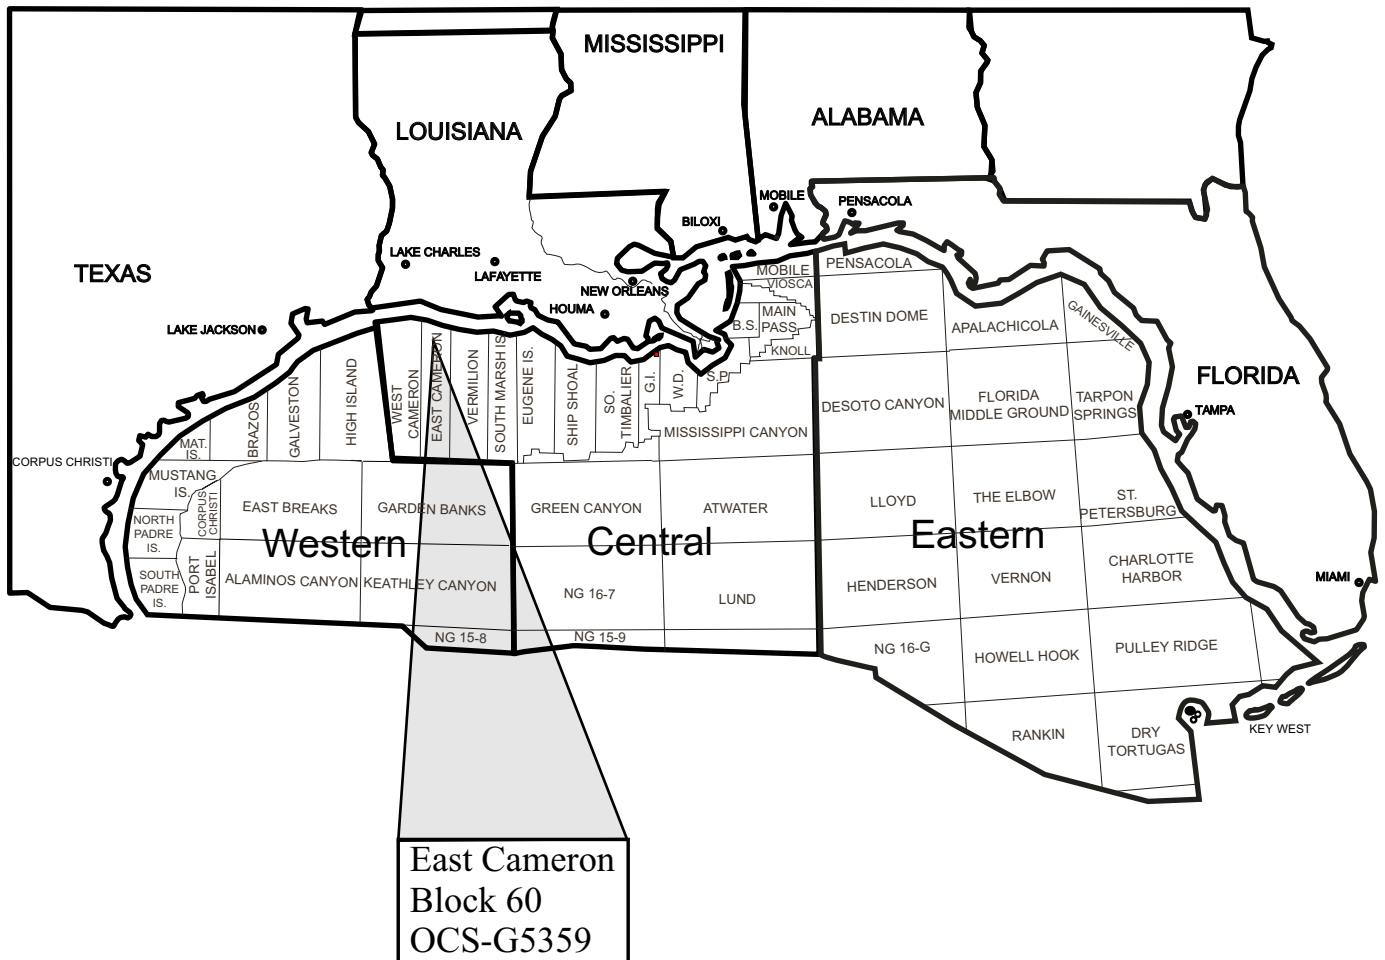 MISSISSIPPI
ALABAMA
LOUISIANA
TEXAS
FLORIDA
MOBILE
PENSACOLA
BILOXI
LAKE CHARLES
LAFAYETTE
NEW ORLEANS
HOUMA
LAKE JACKSON
CORPUS CHRISTI
TAMPA
MIAMI
KEY WEST
MOBILE
VIOSCA
KNOLL
PENSACOLA
B.S.
MAIN
PASS
DESTIN DOME
APALACHICOLA
GAINESVILLE
MAT.
IS.
BRAZOS
GALVESTON
HIGH ISLAND
WEST
CAMERON
EAST CAMERON
VERMILION
SOUTH MARSH IS.
EUGENE IS.
SHIP SHOAL
SO.
TIMBALIER
G.I.
W.D.
S.P.
MISSISSIPPI CANYON
DESOTO CANYON
FLORIDA
MIDDLE GROUND
TARPON
SPRINGS
MUSTANG
IS.
CORPUS
CHRISTI
EAST BREAKS
GARDEN BANKS
GREEN CANYON
ATWATER
LLOYD
THE ELBOW
ST.
PETERSBURG
NORTH
PADRE
IS.
Western
Central
Eastern
SOUTH
PADRE
IS.
PORT
ISABEL
ALAMINOS CANYON
KEATHLEY CANYON
NG 16-7
LUND
HENDERSON
VERNON
CHARLOTTE
HARBOR
NG 15-8
NG 15-9
NG 16-G
HOWELL HOOK
PULLEY RIDGE
RANKIN
DRY
TORTUGAS
East Cameron
Block 60
OCS-G5359